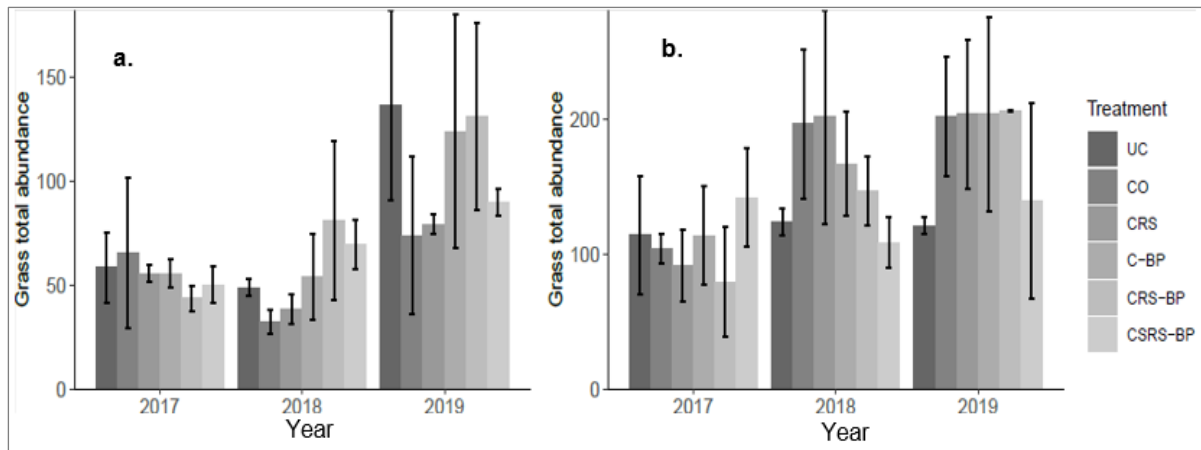 a.
Grass total abundance
150
100
50
0
2017 2018 2019
Year
b.
Grass total abundance
200
100
0
2017 2018 2019
Year
Treatment
UC
CO
CRS
C-BP
CRS-BP
CSRS-BP